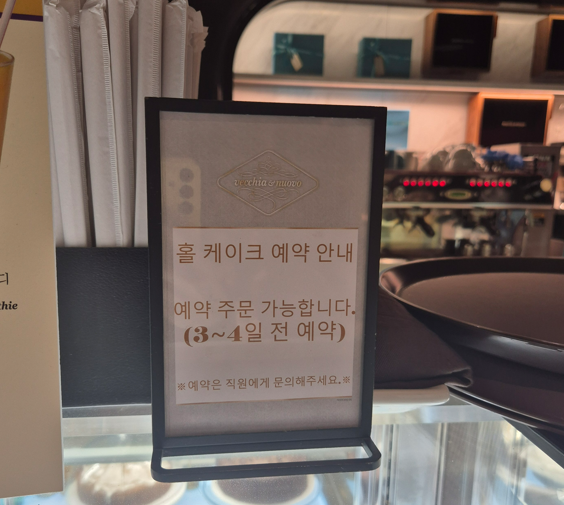 vecchia & nuovo
홀 케이크 예약 안내
예약 주문 가능합니다.
(3~4일 전 예약)
※예약은 직원에게 문의해주세요.※
디
thie